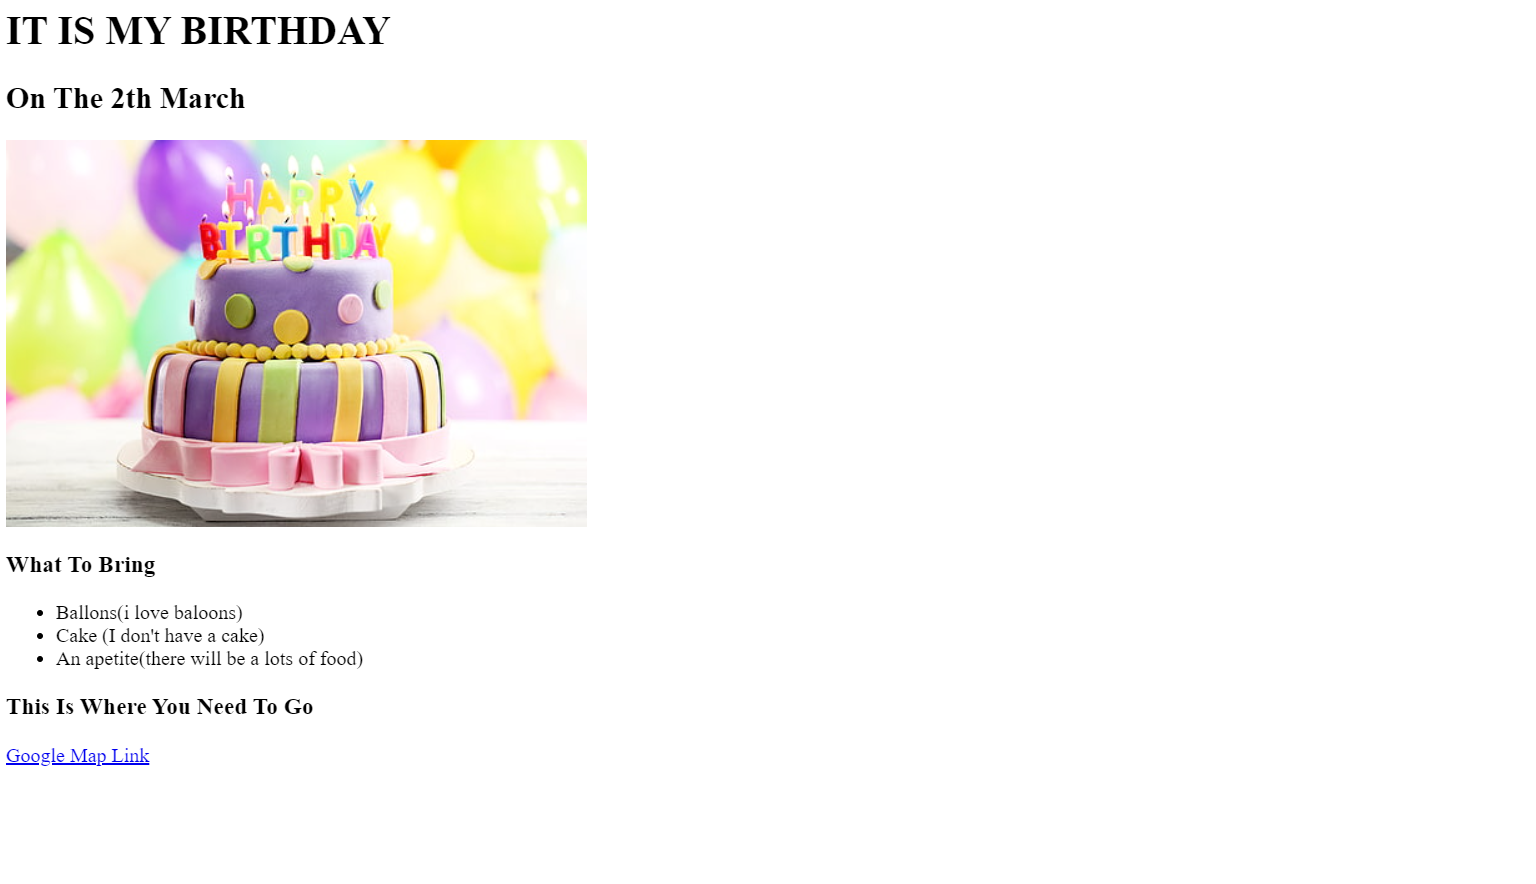 IT IS MY BIRTHDAY
On The 2th March
HAPPY
BIRTHDAY
What To Bring
Ballons(i love baloons)
Cake (I don't have a cake)
An apetite(there will be a lots of food)
This Is Where You Need To Go
Google Map Link